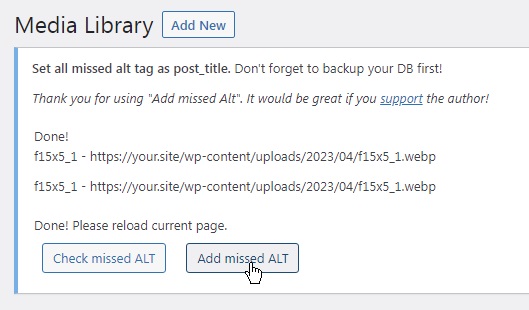 Media Library Add New
Set all missed alt tag as post_title. Don't forget to backup your DB first!
Thank you for using "Add missed Alt". It would be great if you support the author!
Done!
f15x5_1 - https://your.site/wp-content/uploads/2023/04/f15x5_1.webp
f15x5_1 - https://your.site/wp-content/uploads/2023/04/f15x5_1.webp
Done! Please reload current page.
Check missed ALT Add missed ALT